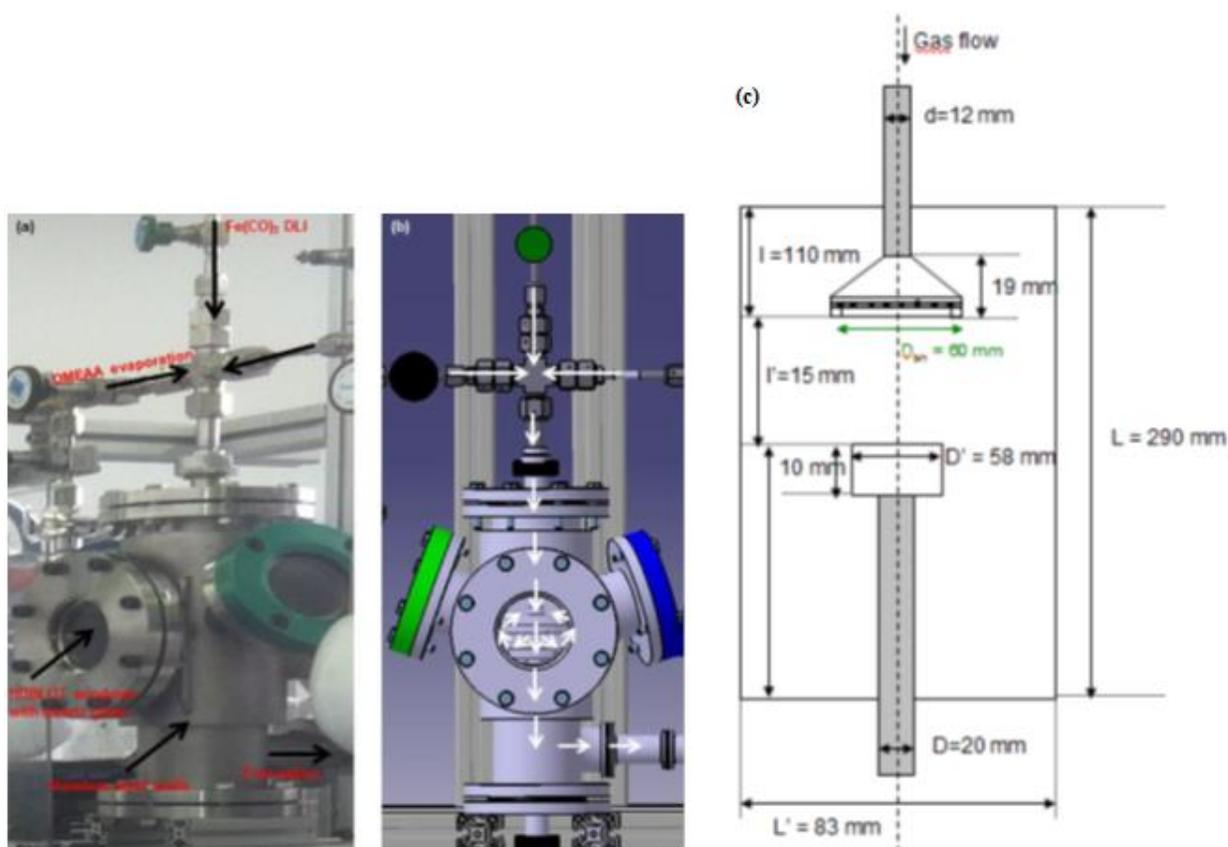 (a)
Fe(CO)5 DLI
DMEAA evaporation
with
(b)
(c)
Gas flow
d=12 mm
l =110 mm
19 mm
= 60 mm
l'=15 mm
10 mm
D' = 58 mm
L = 290 mm
D=20 mm
L' = 83 mm